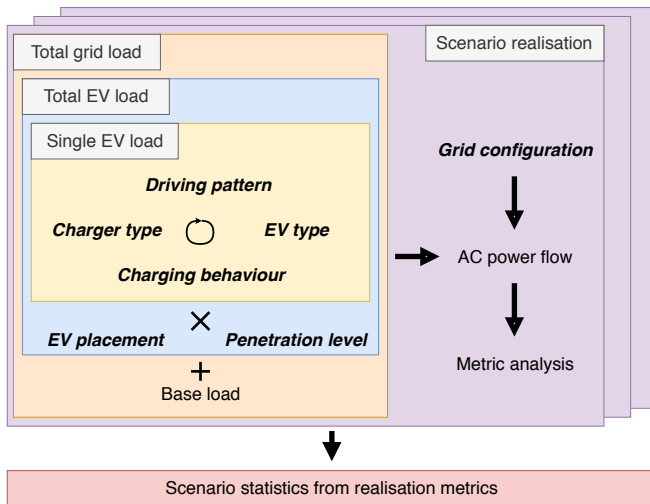 Total grid load
Scenario realisation
Total EV load
Single EV load
Grid configuration
Driving pattern
Charger type
EV type
AC power flow
Charging behaviour
EV placement
Penetration level
Metric analysis
Base load
Scenario statistics from realisation metrics